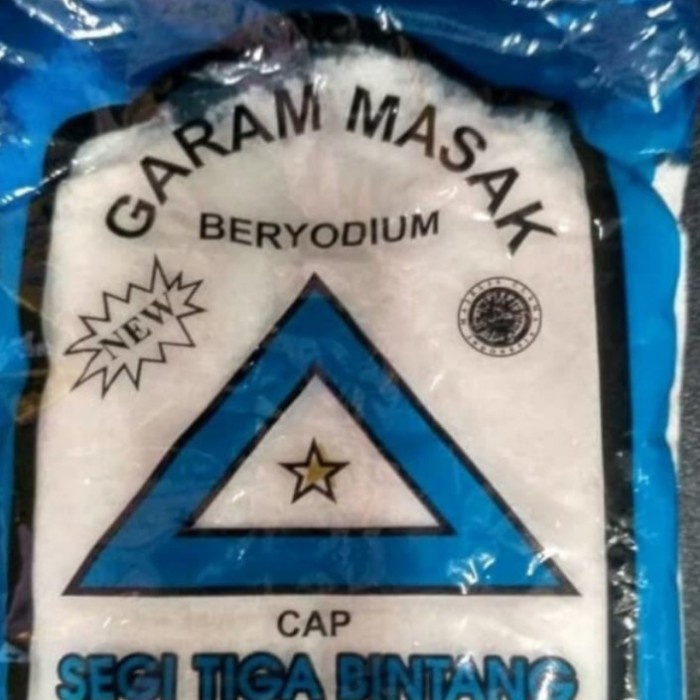 GARAM MASAK
BERYODIUM
NEW
CAP
SEGI TIGA BINTANG